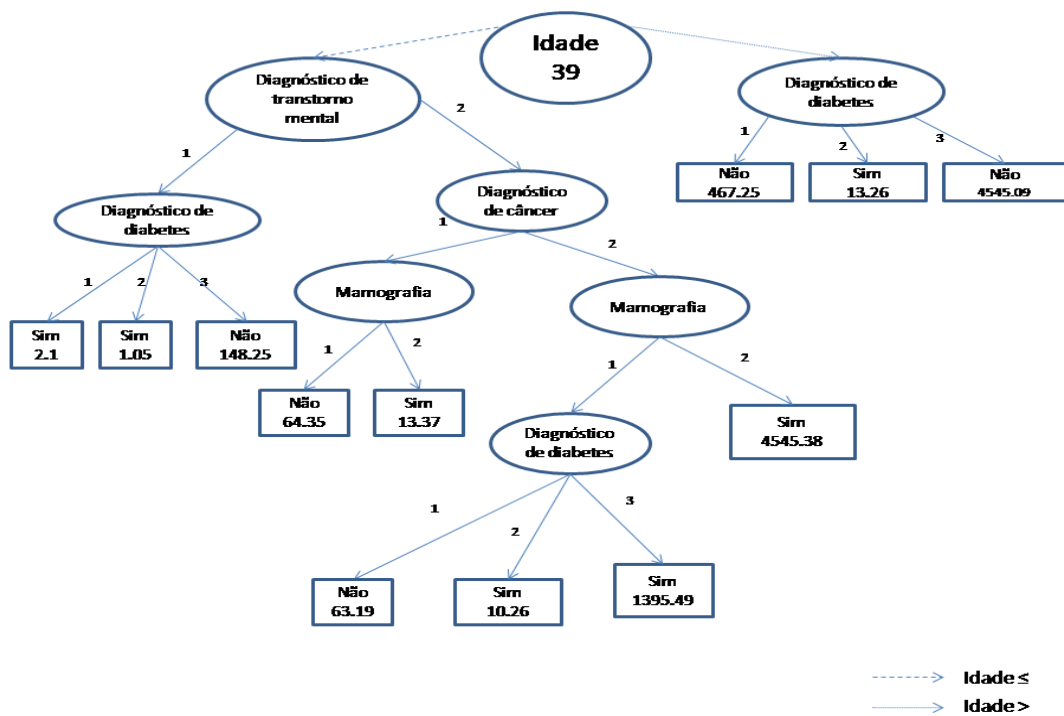 Idade
39
Diagnóstico de
transtorno
mental
Diagnóstico de
diabetes
1
2
1
2
3
Não
467.25
Sim
13.26
Não
4545.09
Diagnóstico de
diabetes
Diagnóstico
de câncer
1
2
1
2
3
Mamografia
Mamografia
Sim
2.1
Sim
1.05
Não
148.25
1
2
1
2
Não
64.35
Sim
13.37
Diagnóstico
de diabetes
Sim
4545.38
1
2
3
Não
63.19
Sim
10.26
Sim
1395.49
Idade ≤
Idade >